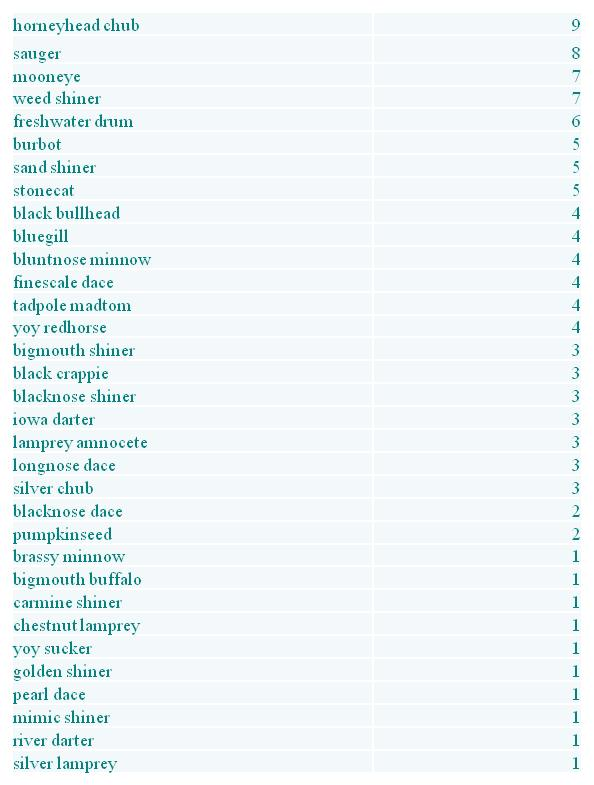 horneyhead chub 9
sauger 8
mooneye 7
weed shiner 7
freshwater drum 6
burbot 5
sand shiner 5
stonecat 5
black bullhead 4
bluegill 4
bluntnose minnow 4
finescale dace 4
tadpole madtom 4
yoy redhorse 4
bigmouth shiner 3
black crappie 3
blacknose shiner 3
iowa darter 3
lamprey amnocete 3
longnose dace 3
silver chub 3
blacknose dace 2
pumpkinseed 2
brassy minnow 1
bigmouth buffalo 1
carmine shiner 1
chestnut lamprey 1
yoy sucker 1
golden shiner 1
pearl dace 1
mimic shiner 1
river darter 1
silver lamprey 1